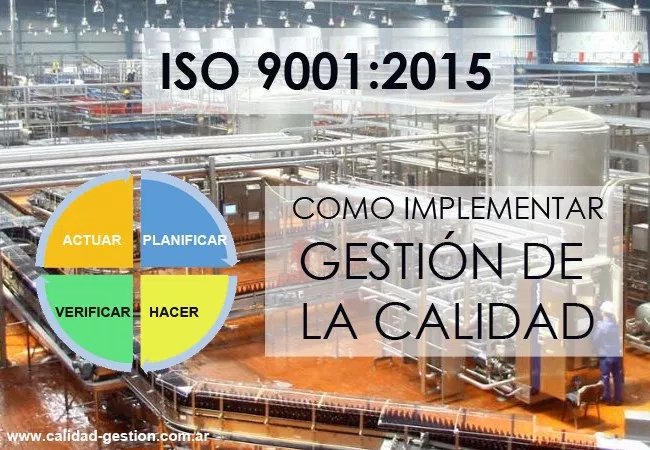 ISO 9001:2015
ACTUAR
PLANIFICAR
VERIFICAR
HACER
COMO IMPLEMENTAR
GESTIÓN DE
LA CALIDAD
www.calidad-gestion.com.ar